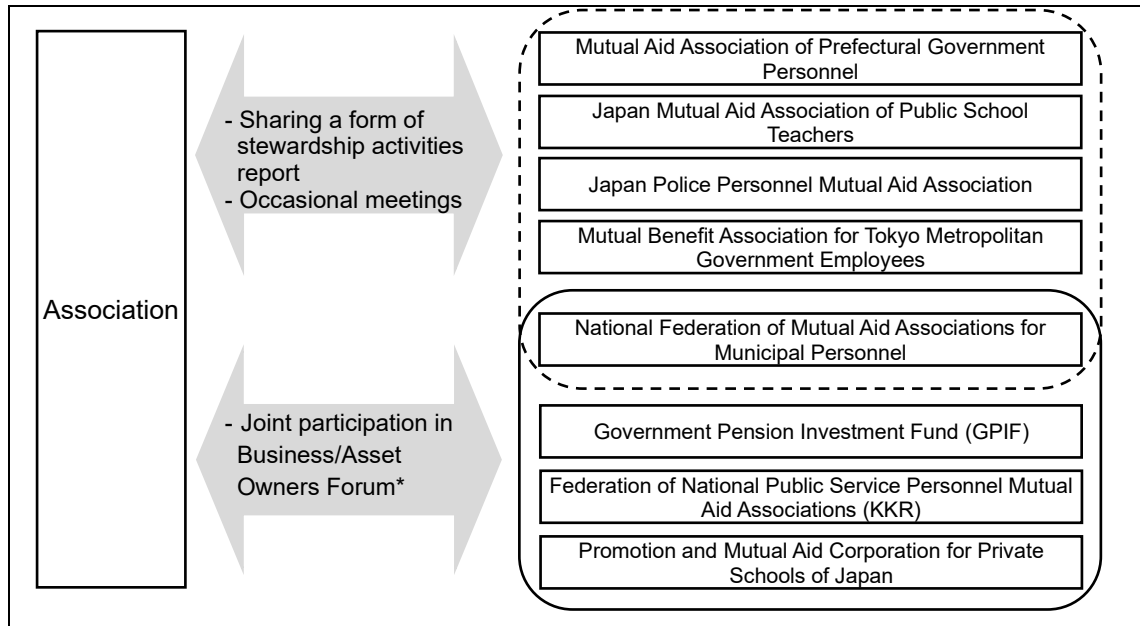 Association
- Sharing a form of
stewardship activities
report
- Occasional meetings
- Joint participation in
Business/Asset
Owners Forum*
Mutual Aid Association of Prefectural Government
Personnel
Japan Mutual Aid Association of Public School
Teachers
Japan Police Personnel Mutual Aid Association
Mutual Benefit Association for Tokyo Metropolitan
Government Employees
National Federation of Mutual Aid Associations for
Municipal Personnel
Government Pension Investment Fund (GPIF)
Federation of National Public Service Personnel Mutual
Aid Associations (KKR)
Promotion and Mutual Aid Corporation for Private
Schools of Japan